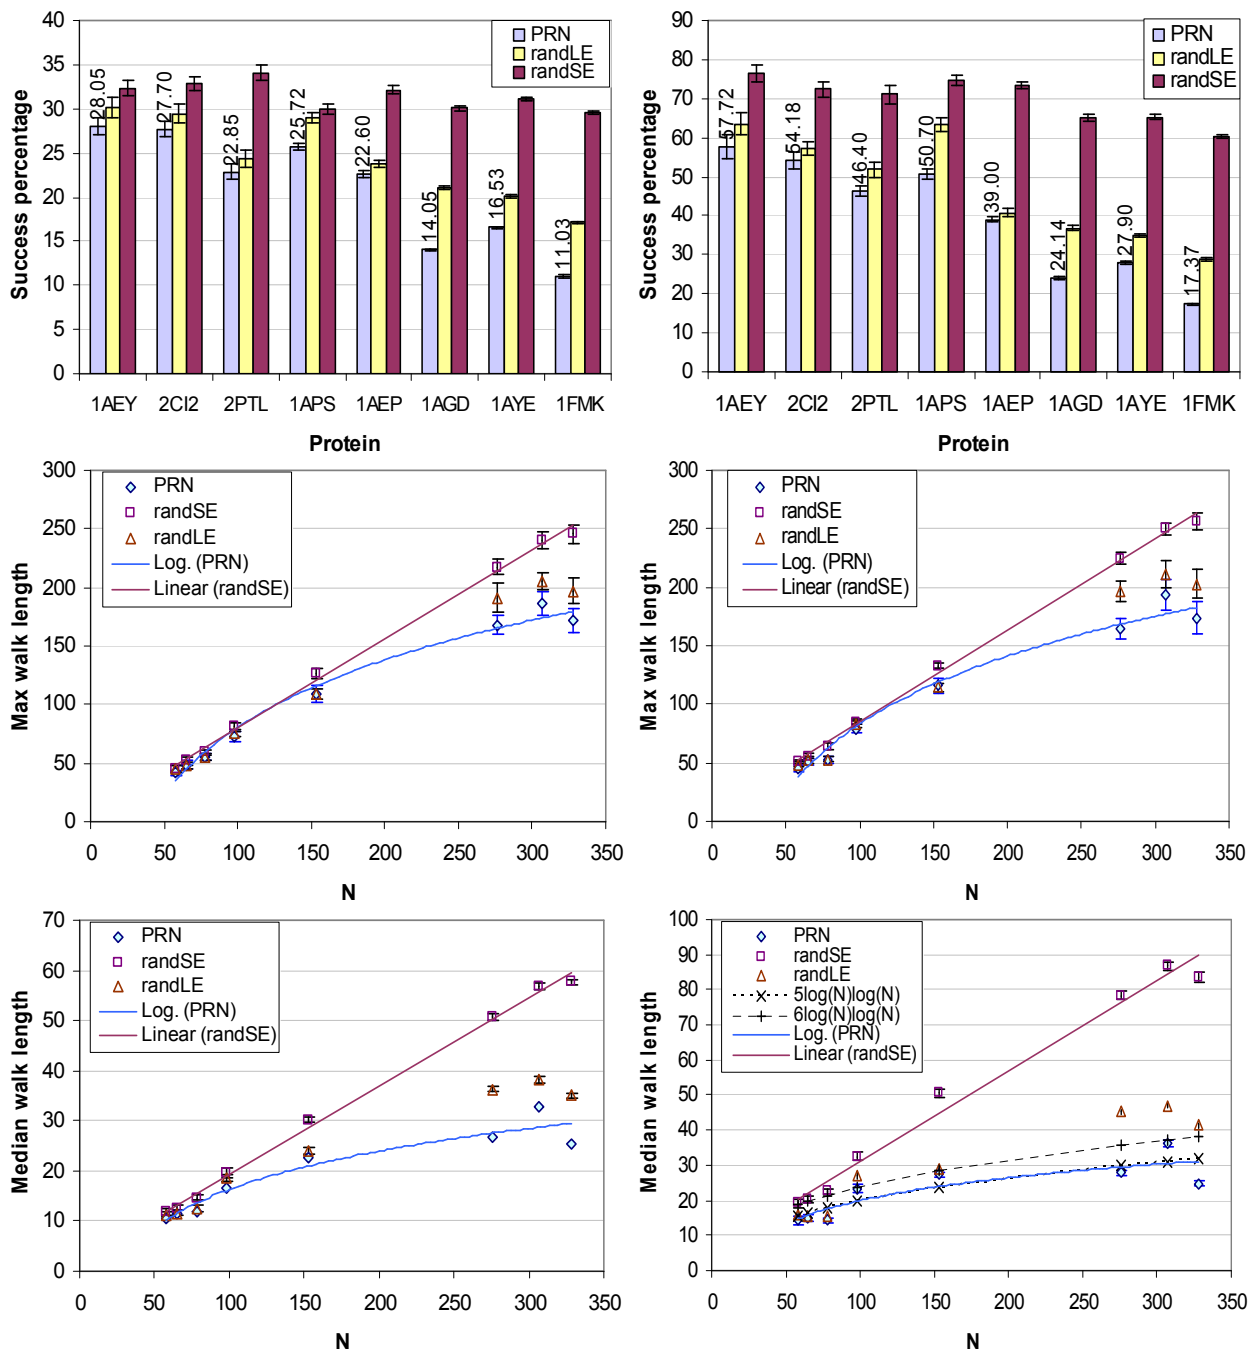 40
35
30
25
20
15
10
5
0
Success percentage
PRN
randLE
randSE
28.05
27.70
22.85
25.72
22.60
14.05
16.53
11.03
1AEY 2CI2 2PTL 1APS 1AEP 1AGD 1AYE 1FMK
Protein
90
80
70
60
50
40
30
20
10
0
Success percentage
PRN
randLE
randSE
57.72
54.18
46.40
50.70
39.00
24.14
27.90
17.37
1AEY 2CI2 2PTL 1APS 1AEP 1AGD 1AYE 1FMK
Protein
300
250
200
150
100
50
0
Max walk length
PRN
randSE
randLE
Log. (PRN)
Linear (randSE)
0 50 100 150 200 250 300 350
N
300
250
200
150
100
50
0
Max walk length
PRN
randSE
randLE
Log. (PRN)
Linear (randSE)
0 50 100 150 200 250 300 350
N
70
60
50
40
30
20
10
0
Median walk length
PRN
randSE
randLE
Log. (PRN)
Linear (randSE)
0 50 100 150 200 250 300 350
N
100
90
80
70
60
50
40
30
20
10
0
Median walk length
PRN
randSE
randLE
5log(N)log(N)
6log(N)log(N)
Log. (PRN)
Linear (randSE)
0 50 100 150 200 250 300 350
N